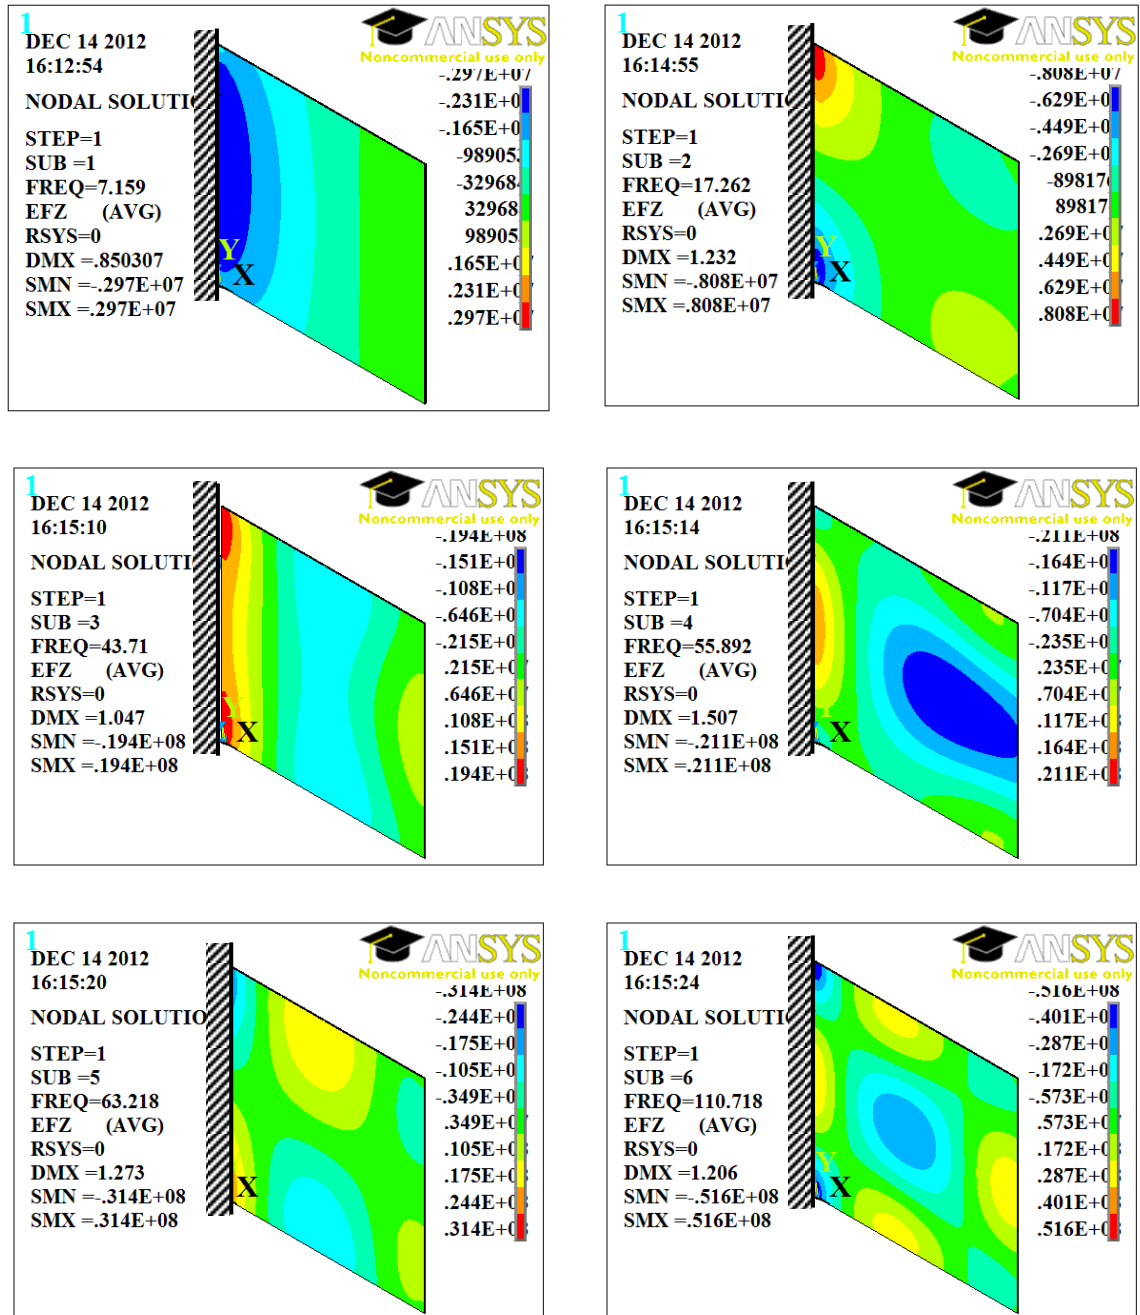 1
DEC 14 2012
16:12:54
NODAL SOLUTI
STEP=1
SUB =1
FREQ=7.159
EFZ (AVG)
RSYS=0
DMX =.850307
SMN =-.297E+07
SMX =.297E+07
ANSYS
Noncommercial use only
-.297E+07
-.231E+0
-.165E+0
-98905
-32968
32968
98905
.165E+0
.231E+0
.297E+0
Y
X
1
DEC 14 2012
16:14:55
NODAL SOLUTI
STEP=1
SUB =2
FREQ=17.262
EFZ (AVG)
RSYS=0
DMX =1.232
SMN =-.808E+07
SMX =.808E+07
ANSYS
Noncommercial use only
-.808E+07
-.629E+0
-.449E+0
-.269E+0
-89817
89817
.269E+0
.449E+0
.629E+0
.808E+0
Y
X
1
DEC 14 2012
16:15:10
NODAL SOLUTI
STEP=1
SUB =3
FREQ=43.71
EFZ (AVG)
RSYS=0
DMX =1.047
SMN =-.194E+08
SMX =.194E+08
ANSYS
Noncommercial use only
-.194E+08
-.151E+0
-.108E+0
-.646E+0
-.215E+0
.215E+0
.646E+0
.108E+0
.151E+0
.194E+0
Y
X
1
DEC 14 2012
16:15:14
NODAL SOLUTI
STEP=1
SUB =4
FREQ=55.892
EFZ (AVG)
RSYS=0
DMX =1.507
SMN =-.211E+08
SMX =.211E+08
ANSYS
Noncommercial use only
-.211E+08
-.164E+0
-.117E+0
-.704E+0
-.235E+0
.235E+0
.704E+0
.117E+0
.164E+0
.211E+0
X
1
DEC 14 2012
16:15:20
NODAL SOLUTIO
STEP=1
SUB =5
FREQ=63.218
EFZ (AVG)
RSYS=0
DMX =1.273
SMN =-.314E+08
SMX =.314E+08
ANSYS
Noncommercial use only
-.314E+08
-.244E+0
-.175E+0
-.105E+0
-.349E+0
.349E+0
.105E+0
.175E+0
.244E+0
.314E+0
X
1
DEC 14 2012
16:15:24
NODAL SOLUTI
STEP=1
SUB =6
FREQ=110.718
EFZ (AVG)
RSYS=0
DMX =1.206
SMN =-.516E+08
SMX =.516E+08
ANSYS
Noncommercial use only
-.516E+08
-.401E+0
-.287E+0
-.172E+0
-.573E+0
.573E+0
.172E+0
.287E+0
.401E+0
.516E+0
Y
X